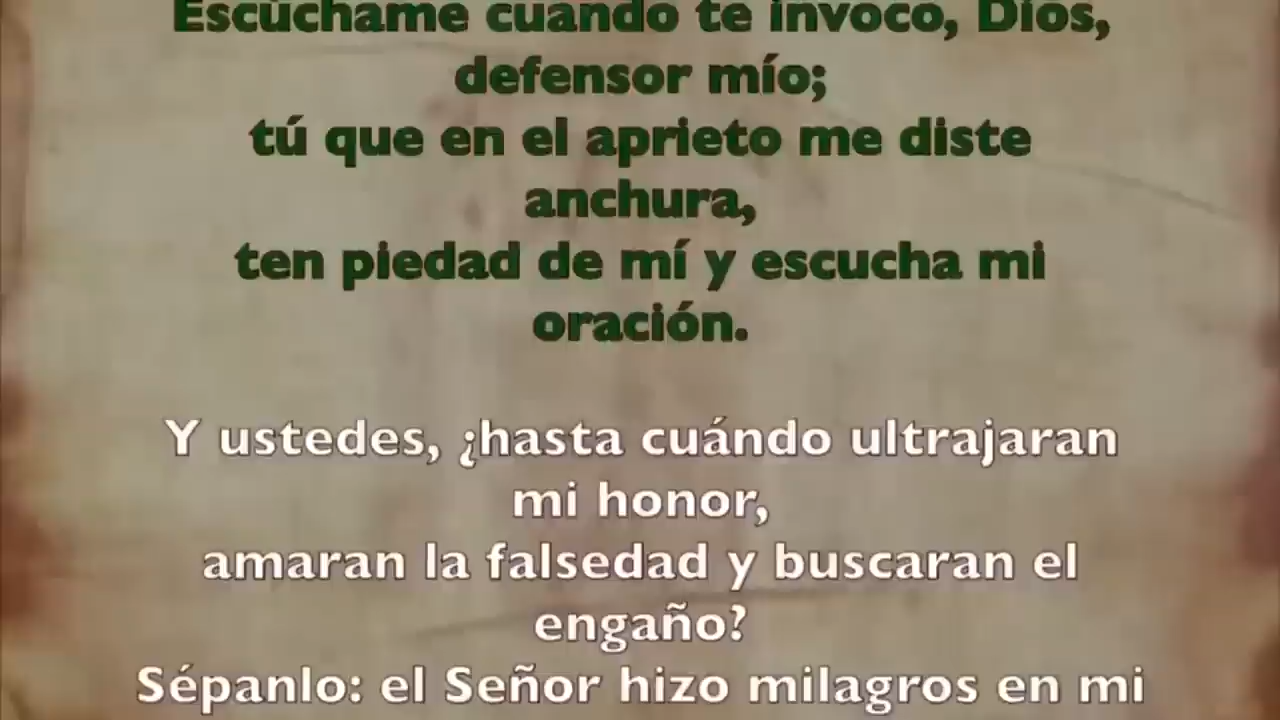 Escúchame cuando te invoco, Dios,
defensor mío;
tú que en el aprieto me diste
anchura,
ten piedad de mí y escucha mi
oración.
Y ustedes, ¿hasta cuándo ultrajaran
mi honor,
amaran la falsedad y buscaran el
engaño?
Sépanlo: el Señor hizo milagros en mi